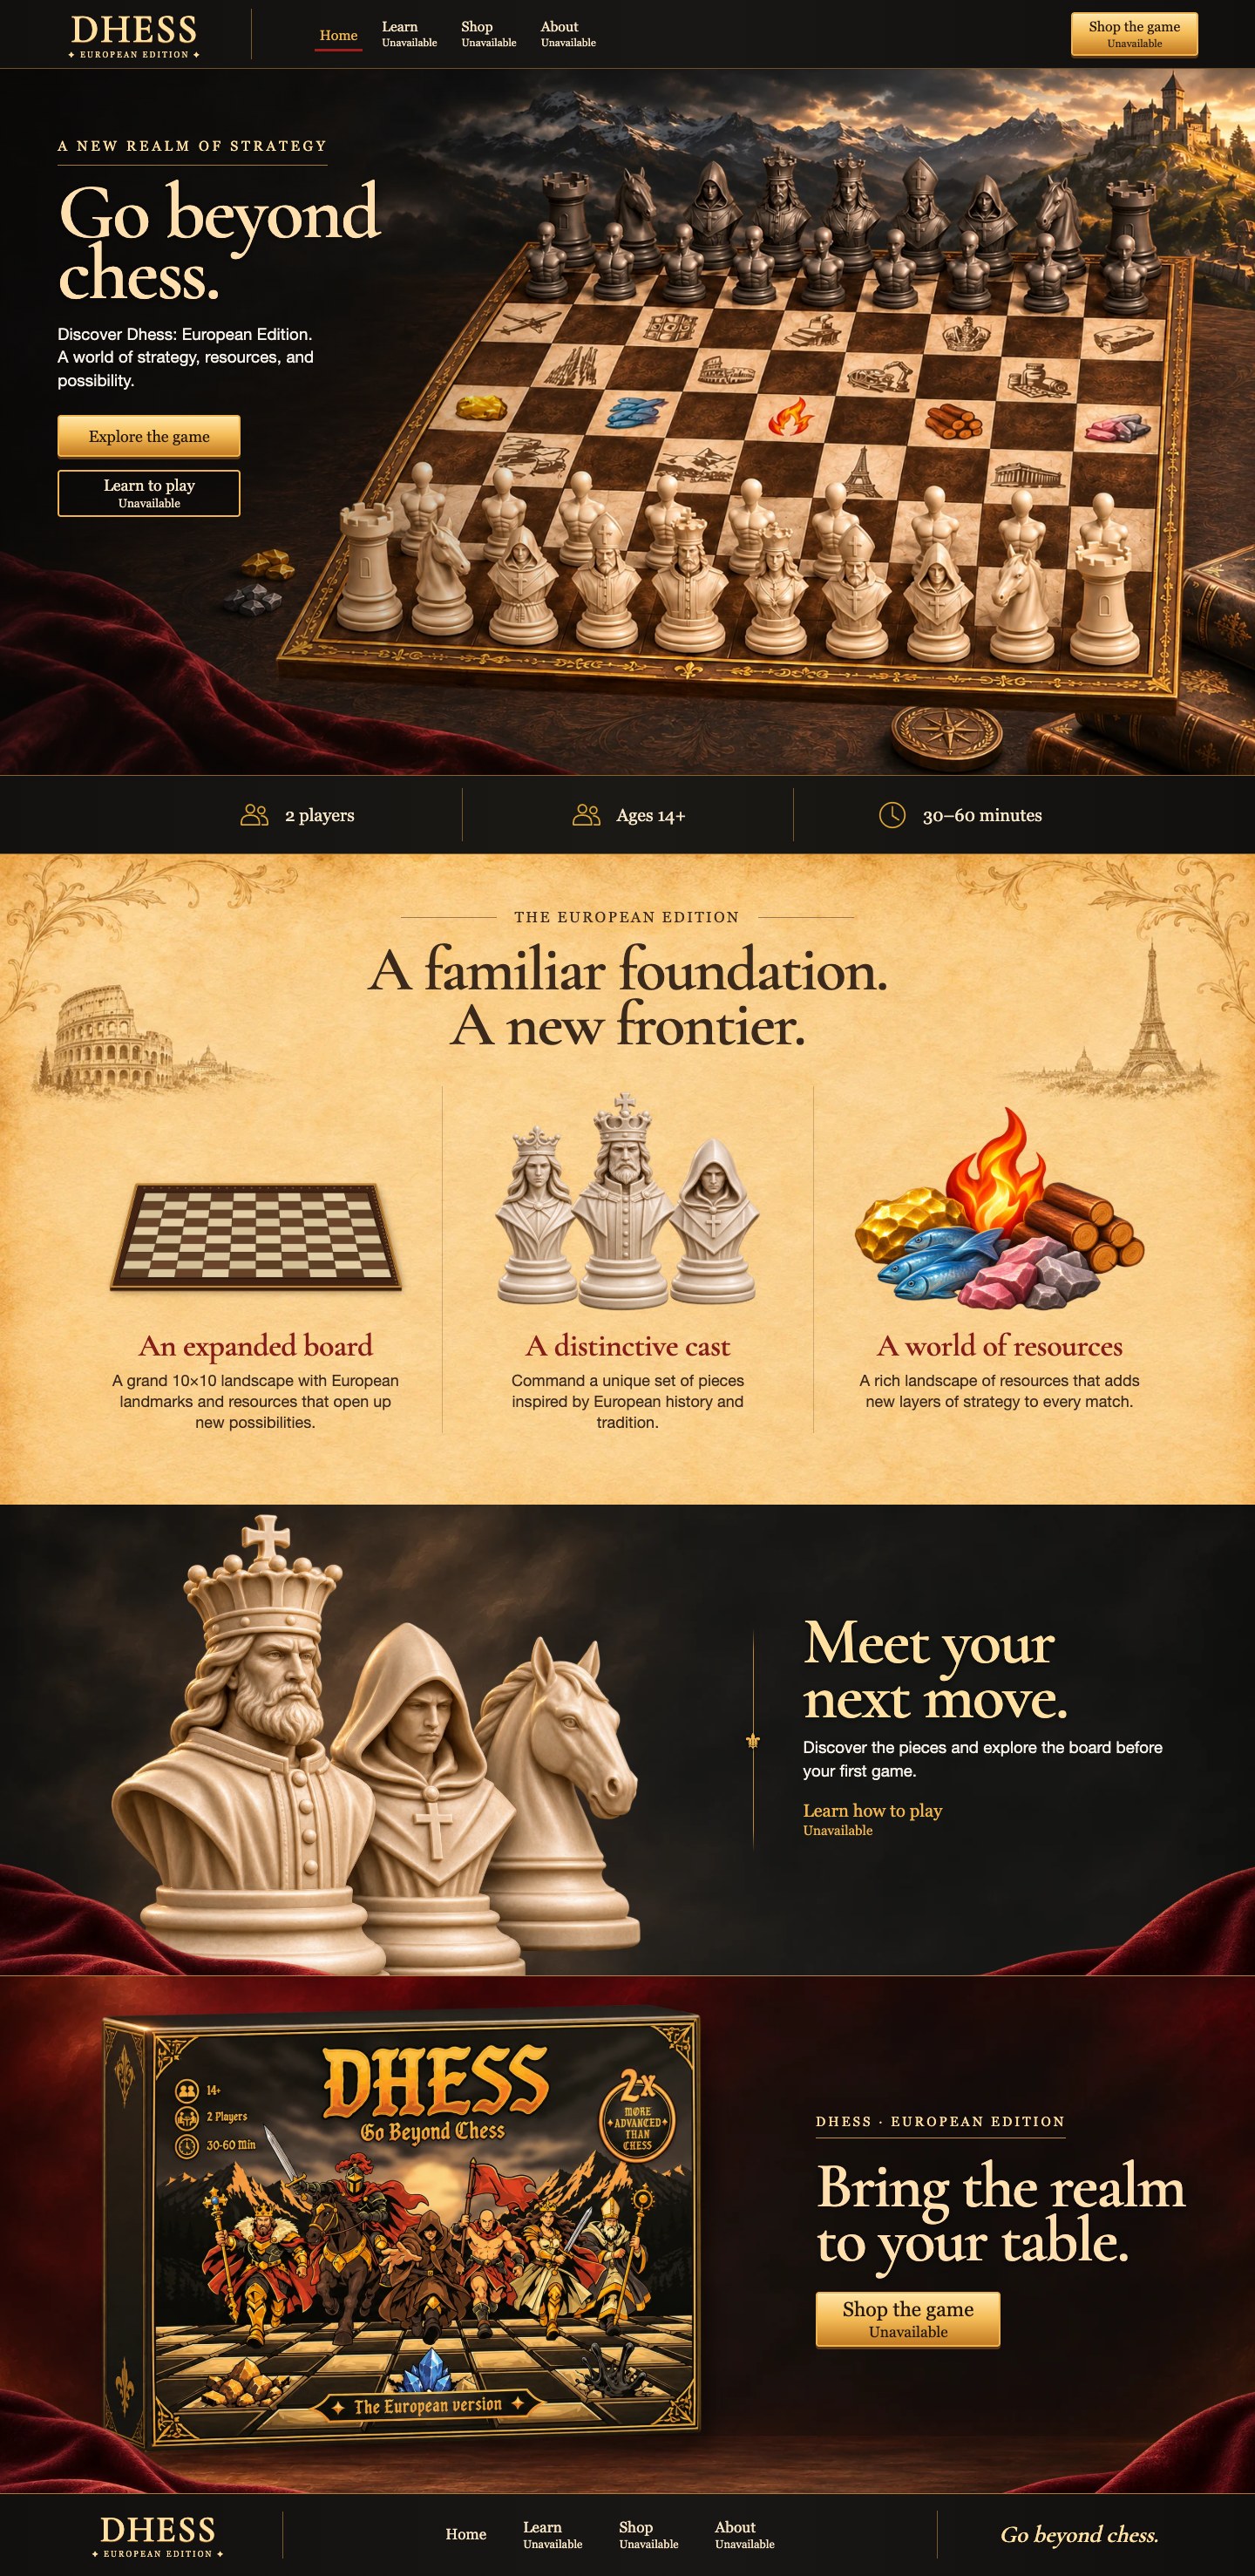 DHESS
✦ EUROPEAN EDITION ✦
Home
Learn
Unavailable
Shop
Unavailable
About
Unavailable
Shop the game
Unavailable
A NEW REALM OF STRATEGY
Go beyond
chess.
Discover Dhess: European Edition.
A world of strategy, resources, and
possibility.
Explore the game
Learn to play
Unavailable
2 players
Ages 14+
30–60 minutes
THE EUROPEAN EDITION
A familiar foundation.
A new frontier.
An expanded board
A grand 10×10 landscape with European
landmarks and resources that open up
new possibilities.
A distinctive cast
Command a unique set of pieces
inspired by European history and
tradition.
A world of resources
A rich landscape of resources that adds
new layers of strategy to every match.
Meet your
next move.
Discover the pieces and explore the board before
your first game.
Learn how to play
Unavailable
DHESS
Go Beyond Chess
14+
2 Players
30-60 Min
2x
MORE
ADVANCED
THAN
CHESS
✦ The European version ✦
DHESS · EUROPEAN EDITION
Bring the realm
to your table.
Shop the game
Unavailable
DHESS
✦ EUROPEAN EDITION ✦
Home
Learn
Unavailable
Shop
Unavailable
About
Unavailable
Go beyond chess.